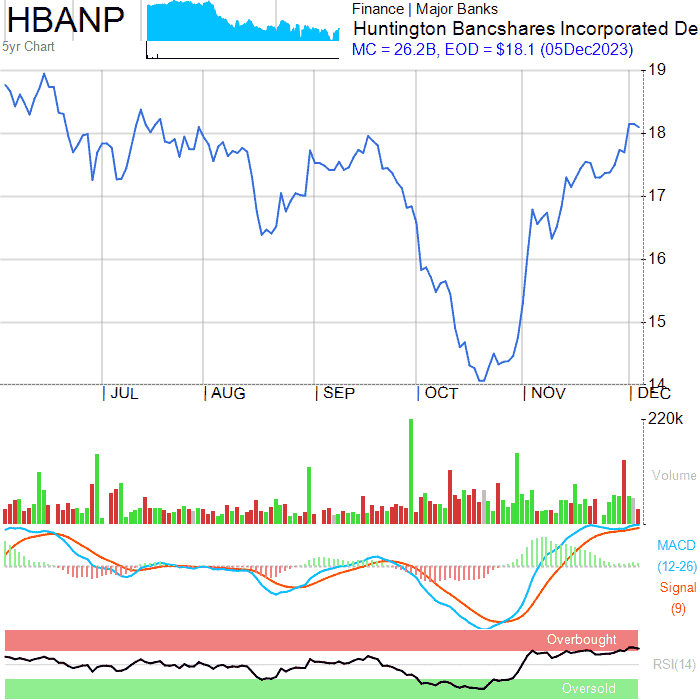 HBANP
5yr Chart
Finance | Major Banks
Huntington Bancshares Incorporated De
MC = 26.2B, EOD = $18.1 (05Dec2023)
19
18
17
16
15
14
JUL AUG SEP OCT NOV DEC
220k
Volume
MACD
(12-26)
Signal
(9)
Overbought
RSI(14)
Oversold